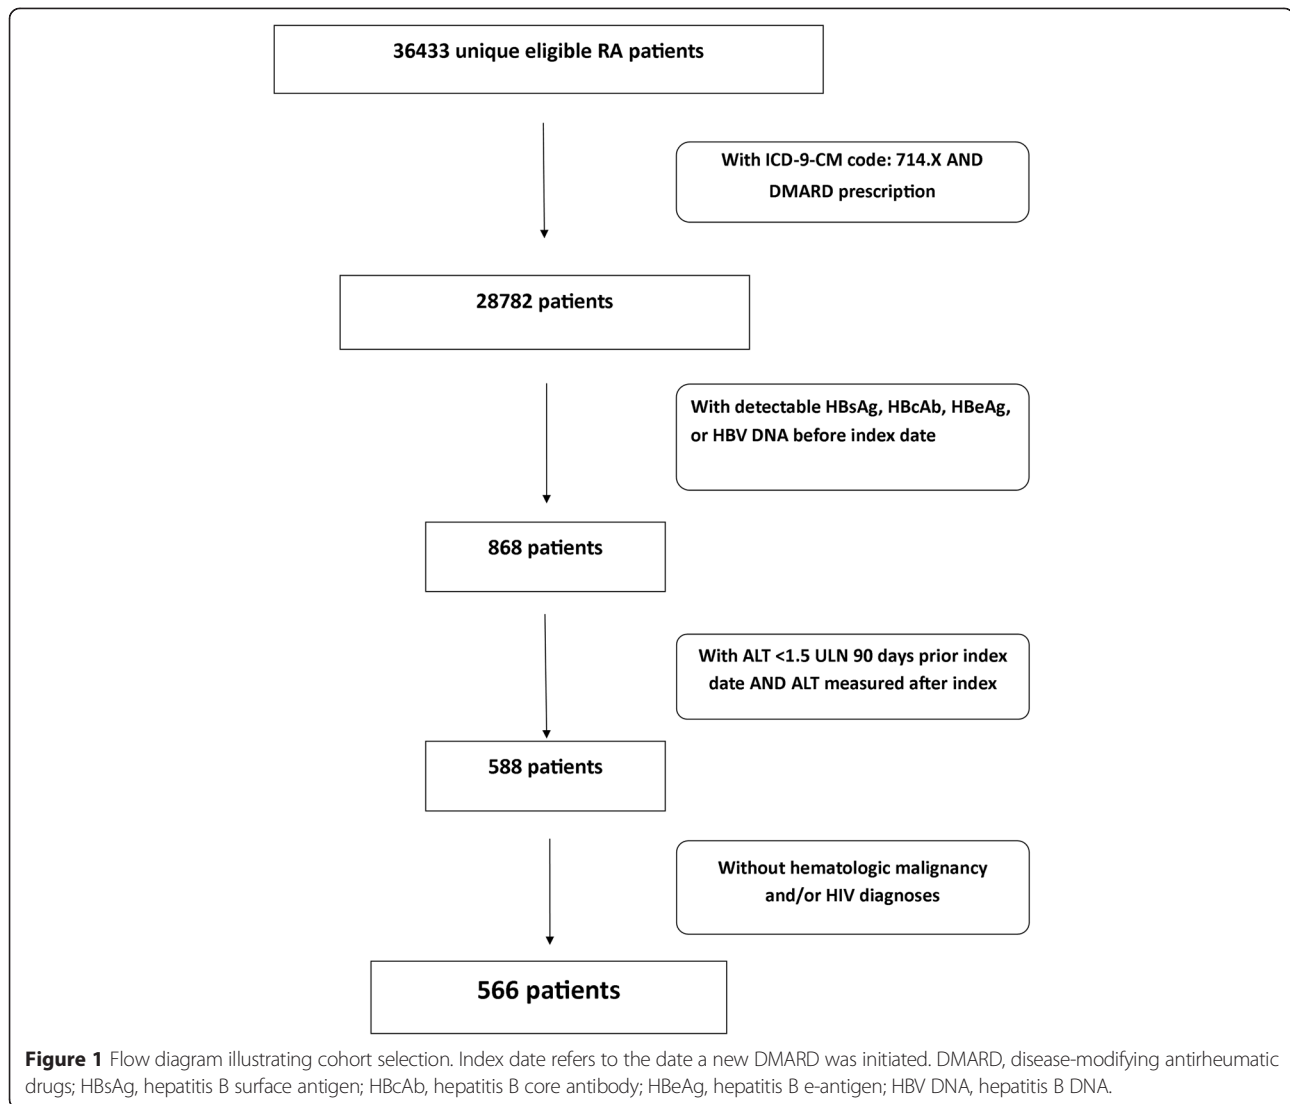 36433 unique eligible RA patients
With ICD-9-CM code: 714.X AND
DMARD prescription
28782 patients
With detectable HBsAg, HBcAb, HBeAg,
or HBV DNA before index date
868 patients
With ALT <1.5 ULN 90 days prior index
date AND ALT measured after index
588 patients
Without hematologic malignancy
and/or HIV diagnoses
566 patients
Figure 1 Flow diagram illustrating cohort selection. Index date refers to the date a new DMARD was initiated. DMARD, disease-modifying antirheumatic
drugs; HBsAg, hepatitis B surface antigen; HBcAb, hepatitis B core antibody; HBeAg, hepatitis B e-antigen; HBV DNA, hepatitis B DNA.